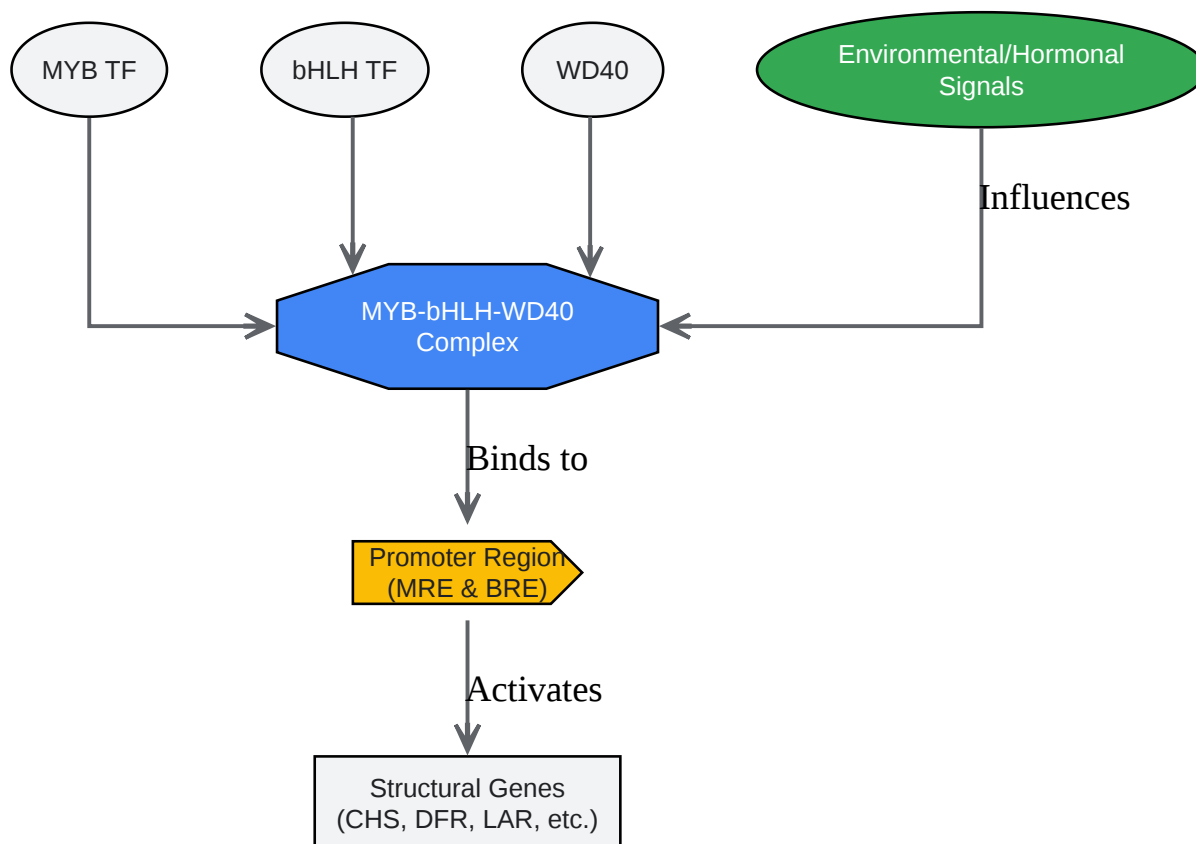 MYB TF
bHLH TF
WD40
Environmental/Hormonal
Signals
Influences
MYB-bHLH-WD40
Complex
Binds to
Promoter Region
(MRE & BRE)
Activates
Structural Genes
(CHS, DFR, LAR, etc.)